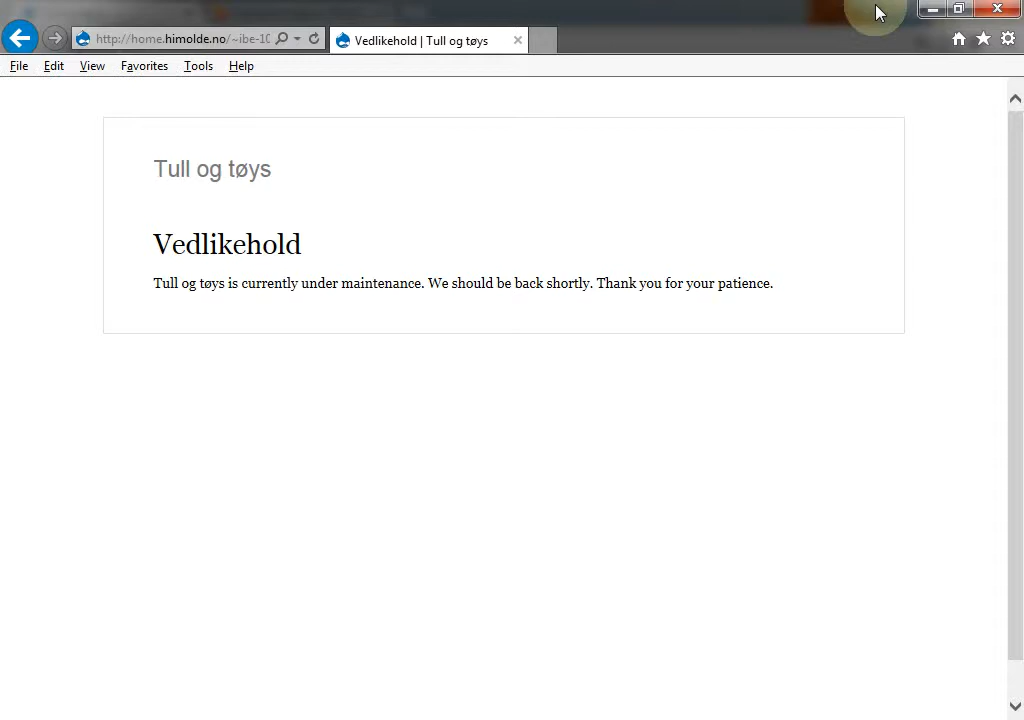 http://home.himolde.no/~ibe-10
Vedlikehold | Tull og tøys
File Edit View Favorites Tools Help
Tull og tøys
Vedlikehold
Tull og tøys is currently under maintenance. We should be back shortly. Thank you for your patience.